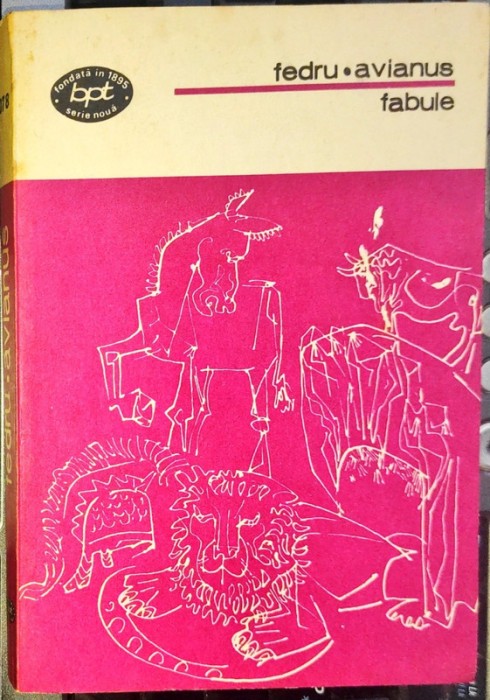 fondată în 1895
bpt
serie nouă
fedru • avianus
fabule
fedru • avianus